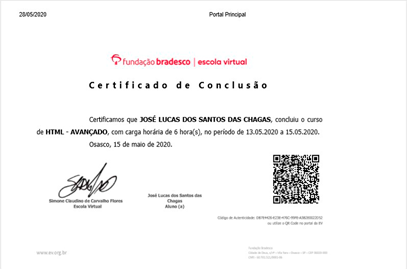 28/05/2020 Portal Principal
fundação bradesco | escola virtual
Certificado de Conclusão
Certificamos que JOSÉ LUCAS DOS SANTOS DAS CHAGAS, concluiu o curso
de HTML - AVANÇADO, com carga horária de 6 hora(s), no período de 13.05.2020 a 15.05.2020.
Osasco, 15 de maio de 2020.
Simone Claudino de Carvalho Flores
Escola Virtual
José Lucas dos Santos das
Chagas
Aluno (a)
Código de Autenticidade:
ou utilize o QR-Code no portal da EV
www.ev.org.br
Fundação Bradesco